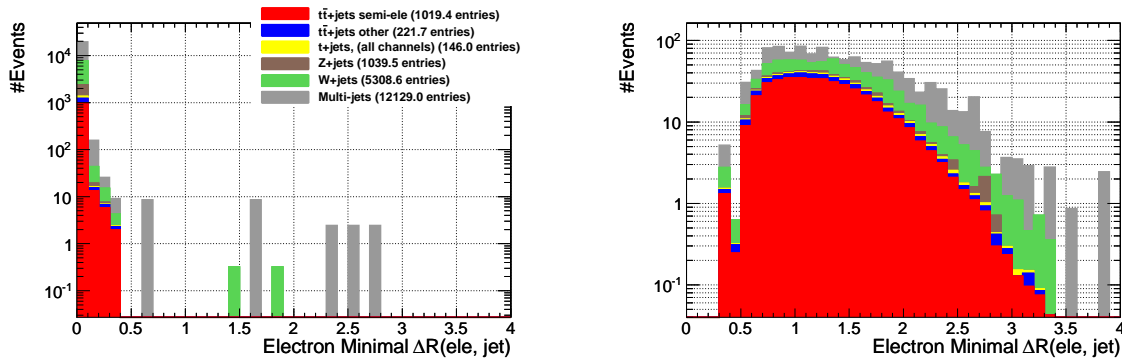 #Events
10⁴
10³
10²
10
1
10⁻¹
0 0.5 1 1.5 2 2.5 3 3.5 4
Electron Minimal ΔR(ele, jet)
tt̄+jets semi-ele (1019.4 entries)
tt̄+jets other (221.7 entries)
t+jets, (all channels) (146.0 entries)
Z+jets (1039.5 entries)
W+jets (5308.6 entries)
Multi-jets (12129.0 entries)
#Events
10²
10
1
10⁻¹
0 0.5 1 1.5 2 2.5 3 3.5 4
Electron Minimal ΔR(ele, jet)